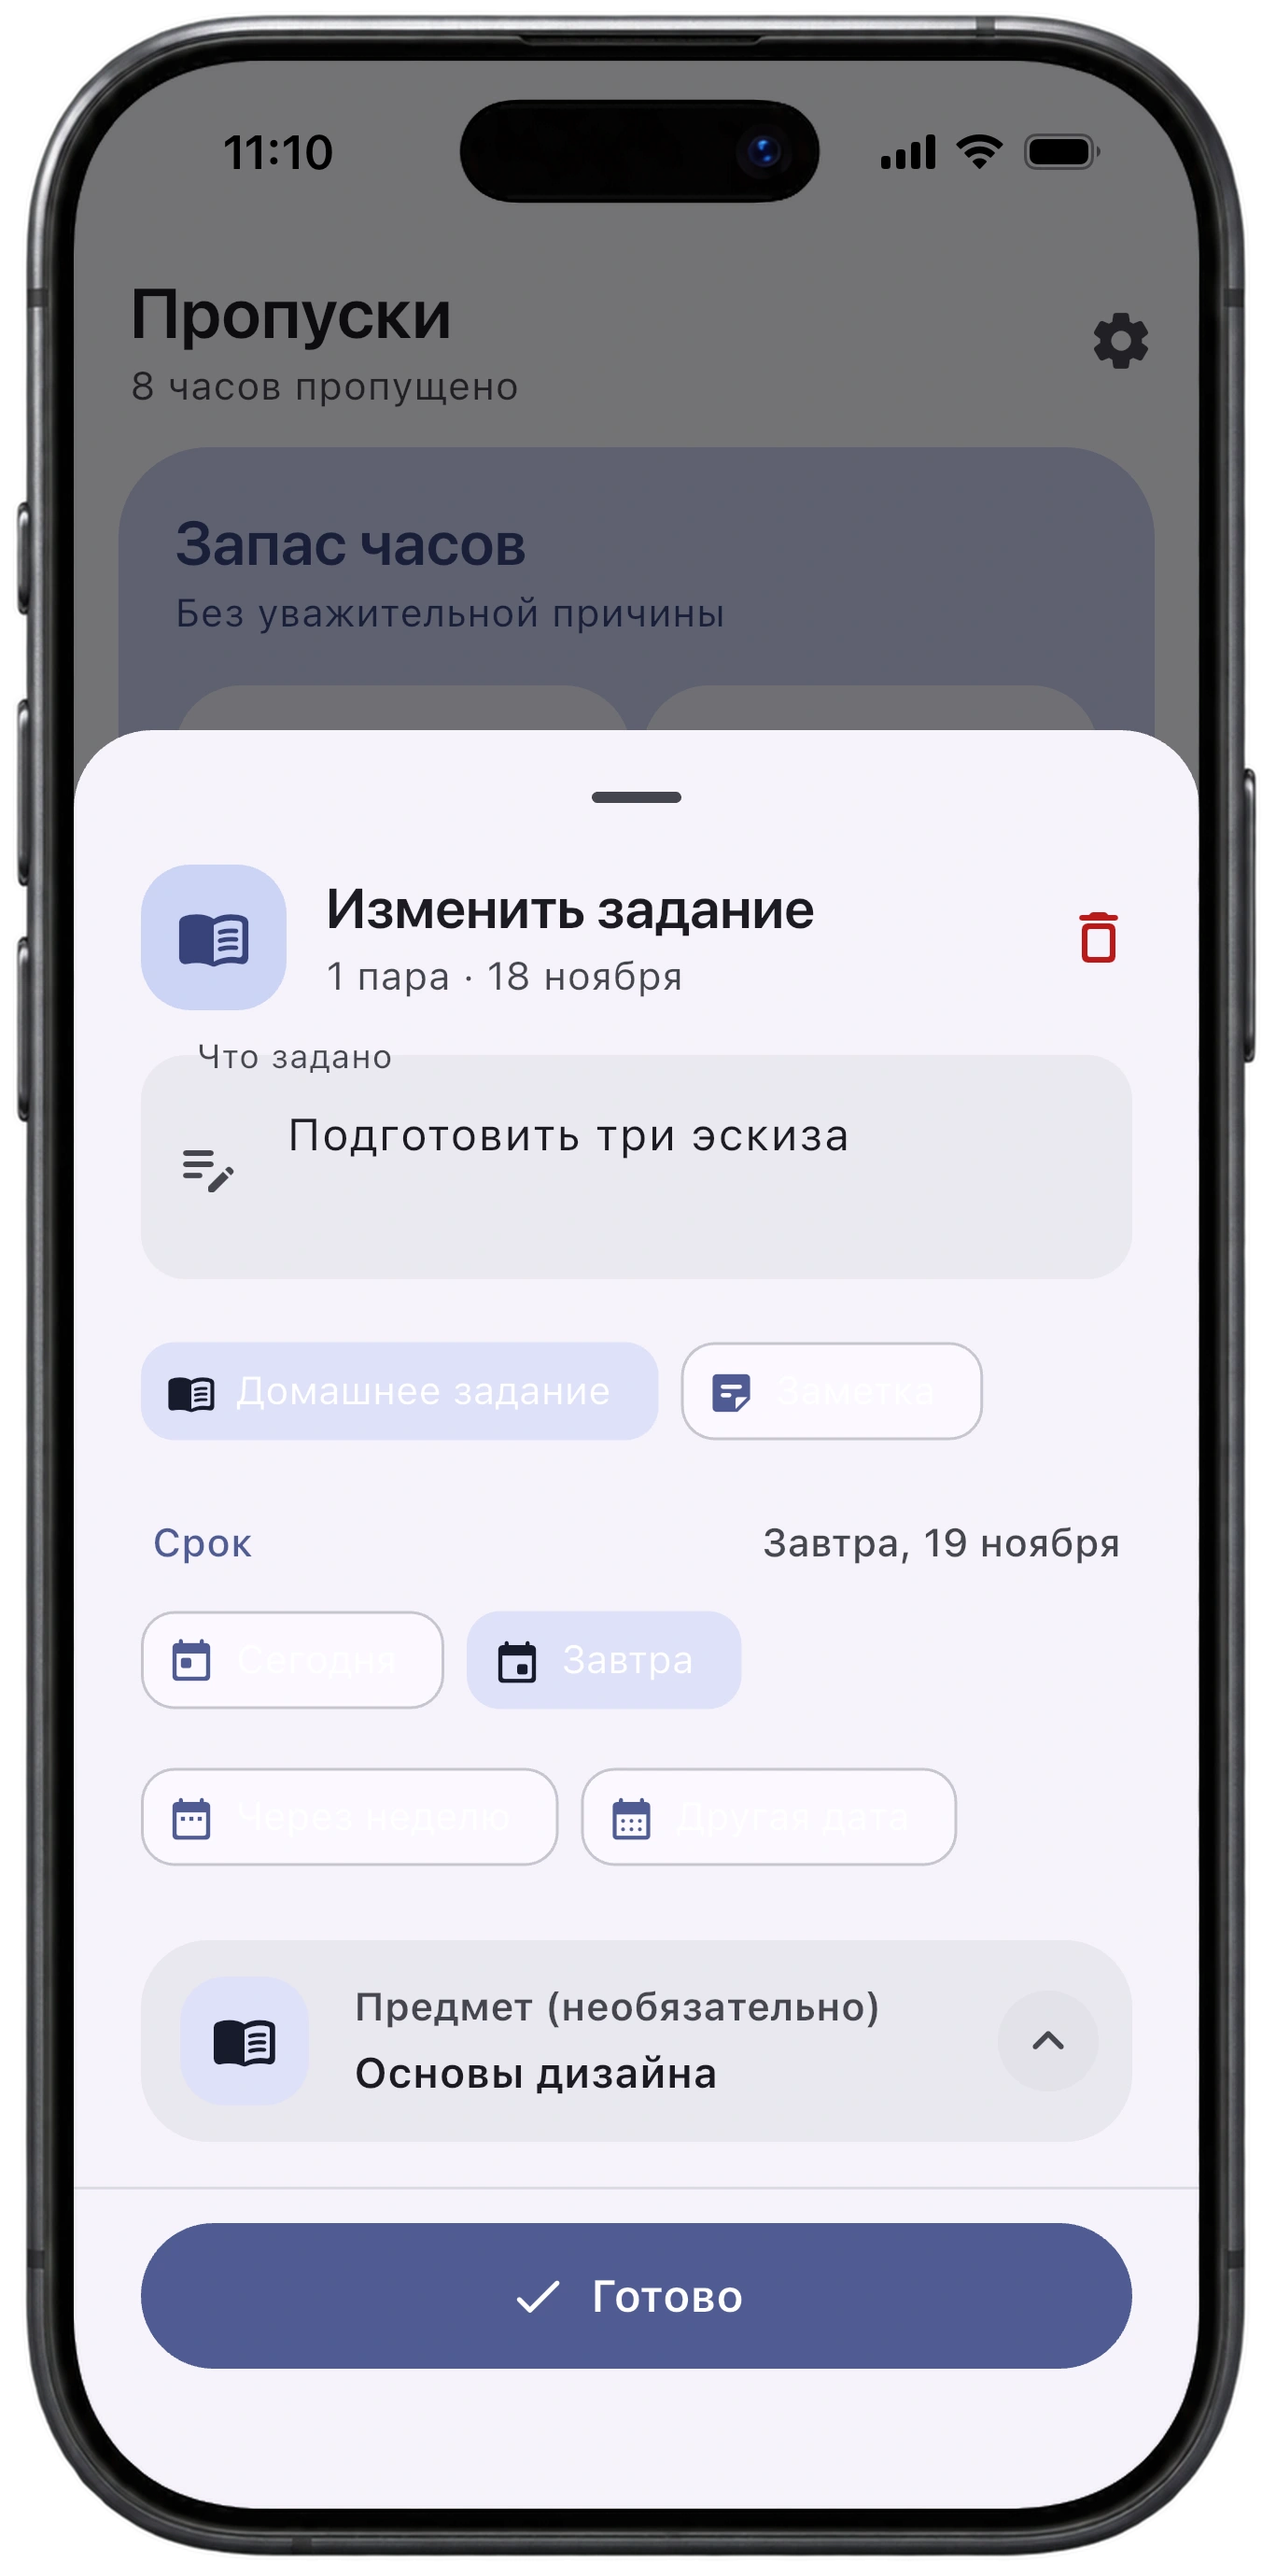 11:10
Пропуски
8 часов пропущено
Запас часов
Без уважительной причины
Изменить задание
1 пара · 18 ноября
Что задано
Подготовить три эскиза
Домашнее задание
Заметка
Срок
Завтра, 19 ноября
Сегодня
Завтра
Через неделю
Другая дата
Предмет (необязательно)
Основы дизайна
Готово